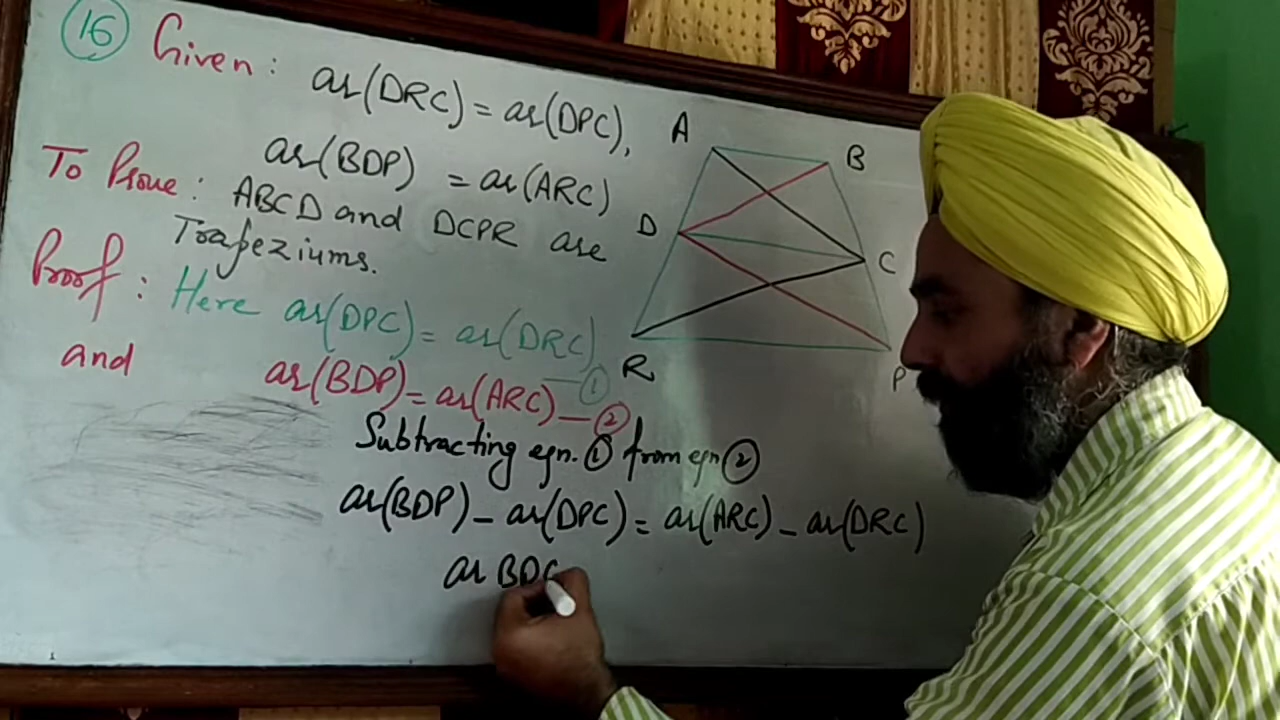 16 Given: ar(DRC) = ar(DPC),
ar(BDP) = ar(ARC)
To Prove: ABCD and DCPR are
Trapeziums.
Proof: Here ar(DPC) = ar(DRC)
—①
and ar(BDP) = ar(ARC) — ②
Subtracting eqn. ① from eqn ②
ar(BDP) - ar(DPC) = ar(ARC) - ar(DRC)
ar BDC
A
B
D
C
R
P